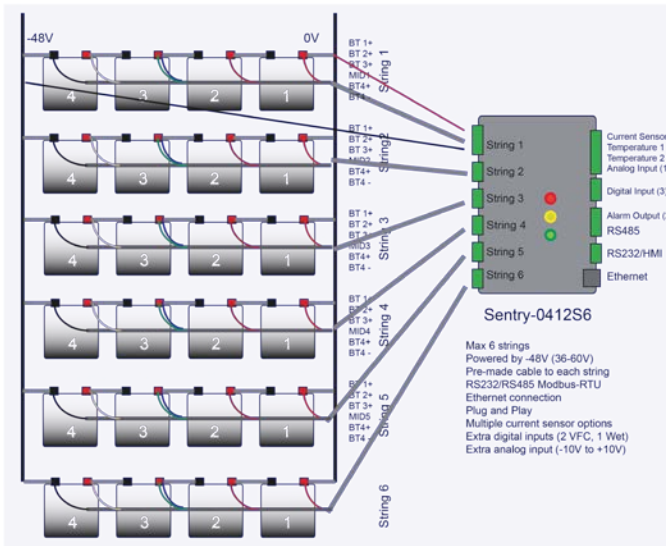 -48V
0V
BT 1+
BT 2+
BT 3+
MID1
BT4+
BT4
String 1
4 3 2 1
BT 1+
BT 2+
BT 3+
MID2
BT4+
BT4 -
String2
4 3 2 1
BT 1+
BT 2+
BT 3+
MID3
BT4+
BT4 -
String 3
4 3 2 1
BT 1+
BT 2+
BT 3+
MID4
BT4+
BT4 -
String 4
4 3 2 1
BT 1+
BT 2+
BT 3+
MID5
BT4+
BT4 -
String 5
4 3 2 1
String 6
4 3 2 1
String 1
String 2
String 3
String 4
String 5
String 6
Current Sensor
Temperature 1
Temperature 2
Analog Input (1
Digital Input (3)
Alarm Output (
RS485
RS232/HMI
Ethernet
Sentry-0412S6
Max 6 strings
Powered by -48V (36-60V)
Pre-made cable to each string
RS232/RS485 Modbus-RTU
Ethernet connection
Plug and Play
Multiple current sensor options
Extra digital inputs (2 VFC, 1 Wet)
Extra analog input (-10V to +10V)